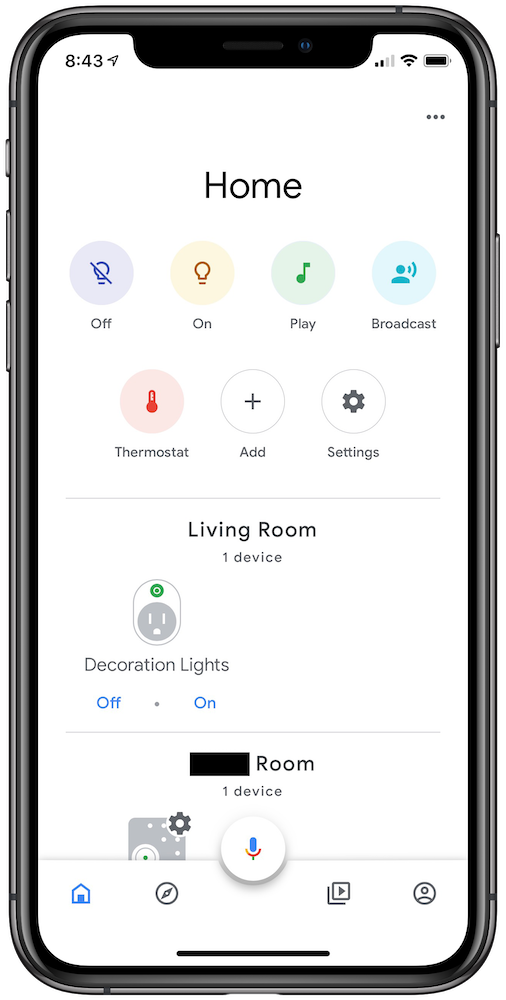 8:43
Home
Off On Play Broadcast
Thermostat Add Settings
Living Room
1 device
Decoration Lights
Off • On
Room
1 device